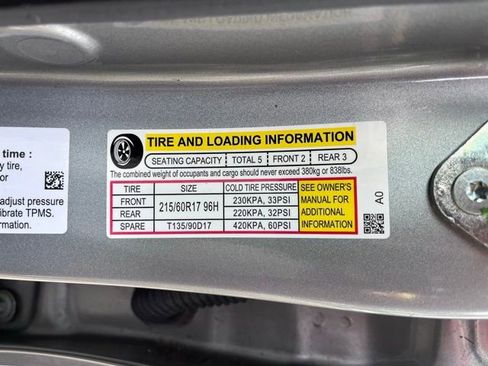 time :
y tire,
or
adjust pressure
ibrate TPMS.
rmation.
TIRE AND LOADING INFORMATION
SEATING CAPACITY TOTAL 5 FRONT 2 REAR 3
The combined weight of occupants and cargo should never exceed 380kg or 838lbs.
TIRE SIZE COLD TIRE PRESSURE SEE OWNER'S MANUAL FOR ADDITIONAL INFORMATION
FRONT 215/60R17 96H 230KPA, 33PSI
REAR 220KPA, 32PSI
SPARE T135/90D17 420KPA, 60PSI
A0